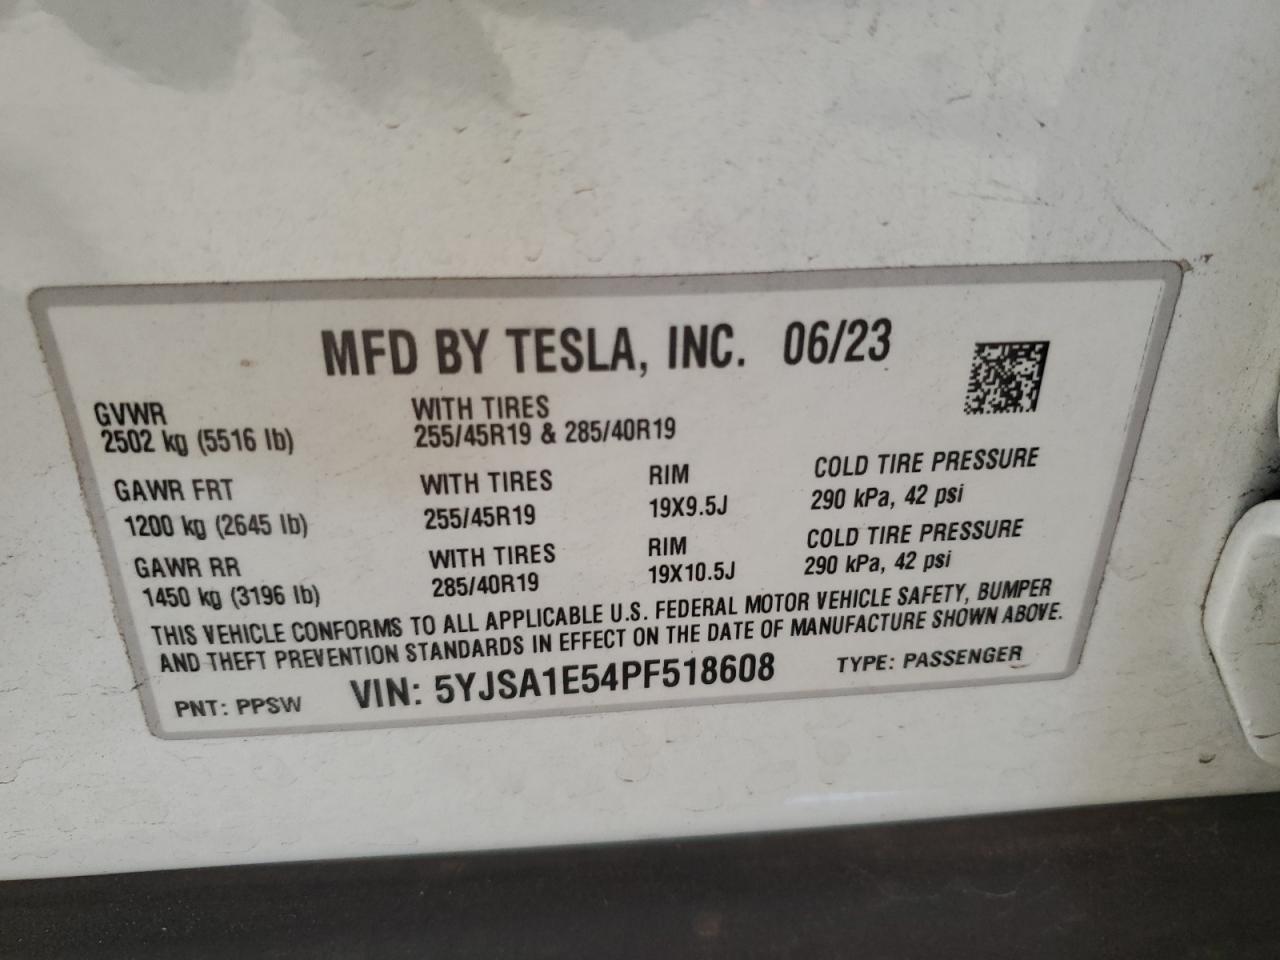 MFD BY TESLA, INC. 06/23
GVWR WITH TIRES
2502 kg (5516 lb) 255/45R19 & 285/40R19
GAWR FRT WITH TIRES RIM COLD TIRE PRESSURE
1200 kg (2645 lb) 255/45R19 19X9.5J 290 kPa, 42 psi
GAWR RR WITH TIRES RIM COLD TIRE PRESSURE
1450 kg (3196 lb) 285/40R19 19X10.5J 290 kPa, 42 psi
THIS VEHICLE CONFORMS TO ALL APPLICABLE U.S. FEDERAL MOTOR VEHICLE SAFETY, BUMPER
AND THEFT PREVENTION STANDARDS IN EFFECT ON THE DATE OF MANUFACTURE SHOWN ABOVE.
PNT: PPSW VIN: 5YJSA1E54PF518608 TYPE: PASSENGER